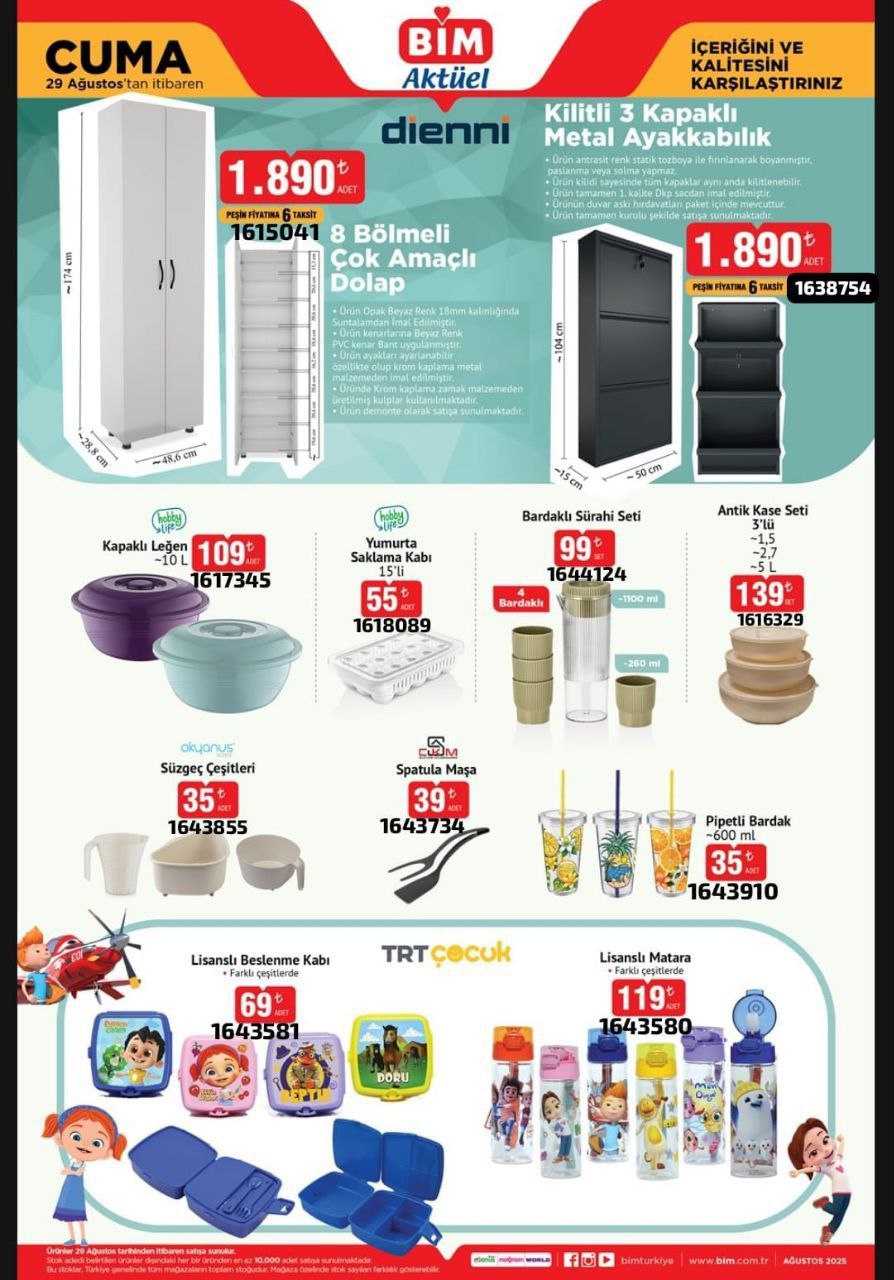 CUMA
29 Ağustos'tan itibaren
BİM
Aktüel
İÇERİĞİNİ VE
KALİTESİNİ
KARŞILAŞTIRINIZ
dienni
Kilitli 3 Kapaklı
Metal Ayakkabılık
• Ürün antrasit renk statik tozboya ile fırınlanarak boyanmıştır,
paslanma veya solma yapmaz.
• Ürün kilidi sayesinde tüm kapaklar aynı anda kilitlenebilir.
• Ürün tamamen 1. kalite Dkp sacdan imal edilmiştir.
• Ürünün duvar askı hırdavatları paket içinde mevcuttur.
• Ürün tamamen kurulu şekilde satışa sunulmaktadır.
1.890₺
ADET
PEŞİN FİYATINA 6 TAKSİT
1615041
8 Bölmeli
Çok Amaçlı
Dolap
• Ürün Opak Beyaz Renk 18mm kalınlığında
Suntalamdan İmal Edilmiştir.
• Ürün kenarlarına Beyaz Renk
PVC kenar Bant uygulanmıştır.
• Ürün ayakları ayarlanabilir
özellikte olup krom kaplama metal
malzemeden imal edilmiştir.
• Üründe Krom kaplama zamak malzemeden
üretilmiş kulplar kullanılmaktadır.
• Ürün demonte olarak satışa sunulmaktadır.
~174 cm
~28,8 cm
~48,6 cm
1.890₺
ADET
PEŞİN FİYATINA 6 TAKSİT
1638754
~104 cm
~15 cm
~50 cm
hobby life
Kapaklı Leğen
~10 L
109₺
ADET
1617345
hobby life
Yumurta
Saklama Kabı
15'li
55₺
ADET
1618089
Bardaklı Sürahi Seti
99₺
SET
1644124
4
Bardaklı
~1100 ml
~260 ml
Antik Kase Seti
3'lü
~1,5
~2,7
~5 L
139₺
SET
1616329
okyanus
Süzgeç Çeşitleri
35₺
ADET
1643855
Spatula Maşa
39₺
ADET
1643734
Pipetli Bardak
~600 ml
35₺
ADET
1643910
Lisanslı Beslenme Kabı
• Farklı çeşitlerde
69₺
ADET
1643581
TRT çocuk
Lisanslı Matara
• Farklı çeşitlerde
119₺
ADET
1643580
DORU
Ürünler 29 Ağustos tarihinden itibaren satışa sunulur.
Stok adedi belirtilen ürünler dışındaki her bir üründen en az 10.000 adet satışa sunulmaktadır.
Bu stoklar, Türkiye genelinde tüm mağazaların toplam stoğudur. Mağaza özelinde stok sayıları farklılık gösterebilir.
bonus
maximum
WORLD
bimturkiye
www.bim.com.tr
AĞUSTOS 2025